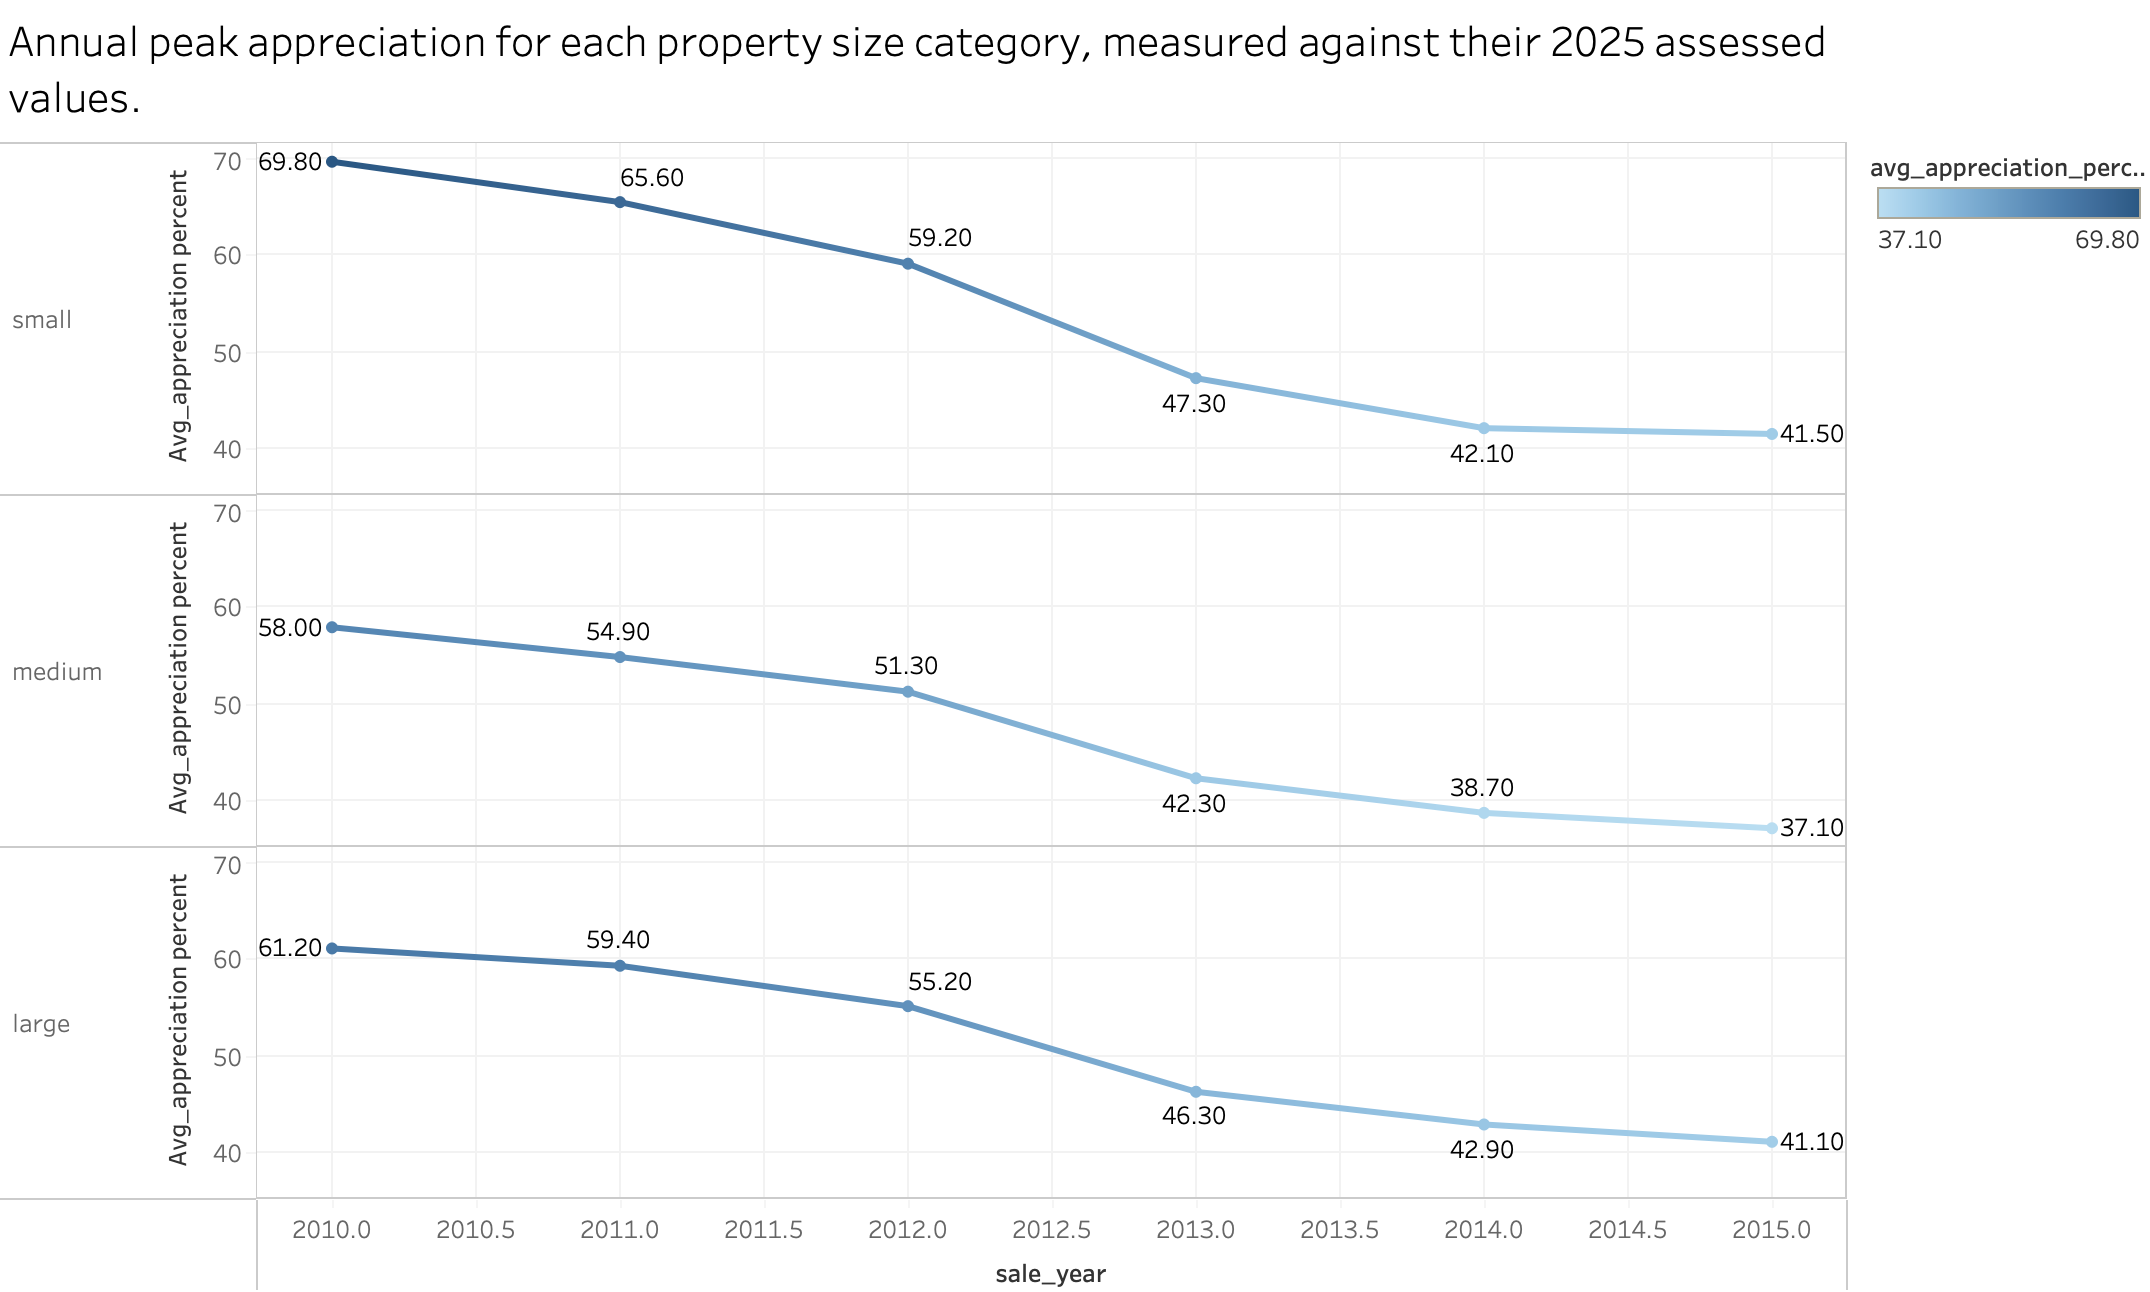 Annual peak appreciation for each property size category, measured against their 2025 assessed
values.
avg_appreciation_perc..
37.10 69.80
small
Avg_appreciation percent
70
60
50
40
69.80
65.60
59.20
47.30
42.10
41.50
medium
Avg_appreciation percent
70
60
50
40
58.00
54.90
51.30
42.30
38.70
37.10
large
Avg_appreciation percent
70
60
50
40
61.20
59.40
55.20
46.30
42.90
41.10
2010.0 2010.5 2011.0 2011.5 2012.0 2012.5 2013.0 2013.5 2014.0 2014.5 2015.0
sale_year